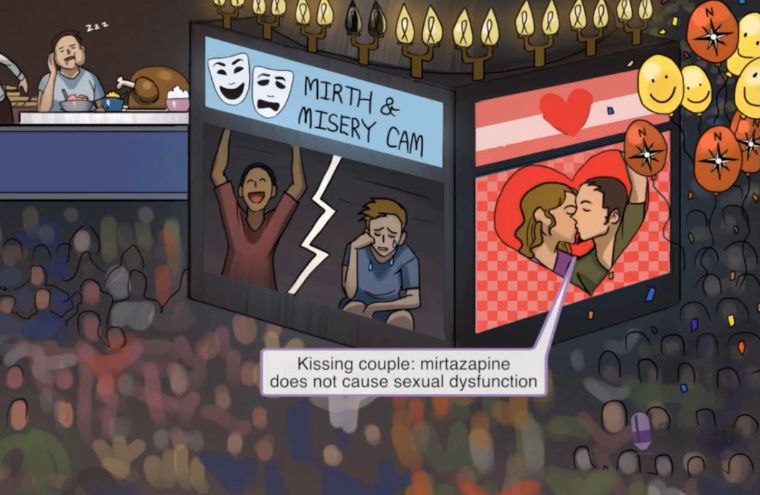 z z z
MIRTH &
MISERY CAM
N
N
N
Kissing couple: mirtazapine
does not cause sexual dysfunction